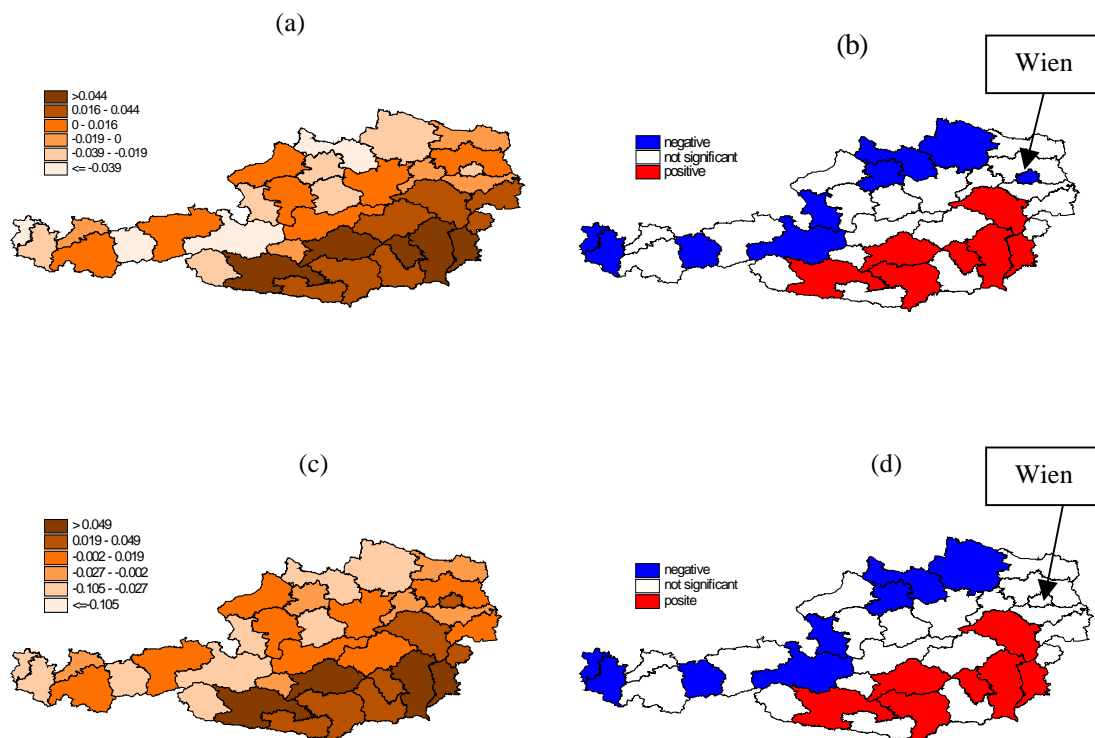 (a)
>0.044
0.016 - 0.044
0 - 0.016
-0.019 - 0
-0.039 - -0.019
<= -0.039
(b)
Wien
negative
not significant
positive
(c)
> 0.049
0.019 - 0.049
-0.002 - 0.019
-0.027 - -0.002
-0.105 - -0.027
<=-0.105
(d)
Wien
negative
not significant
posite